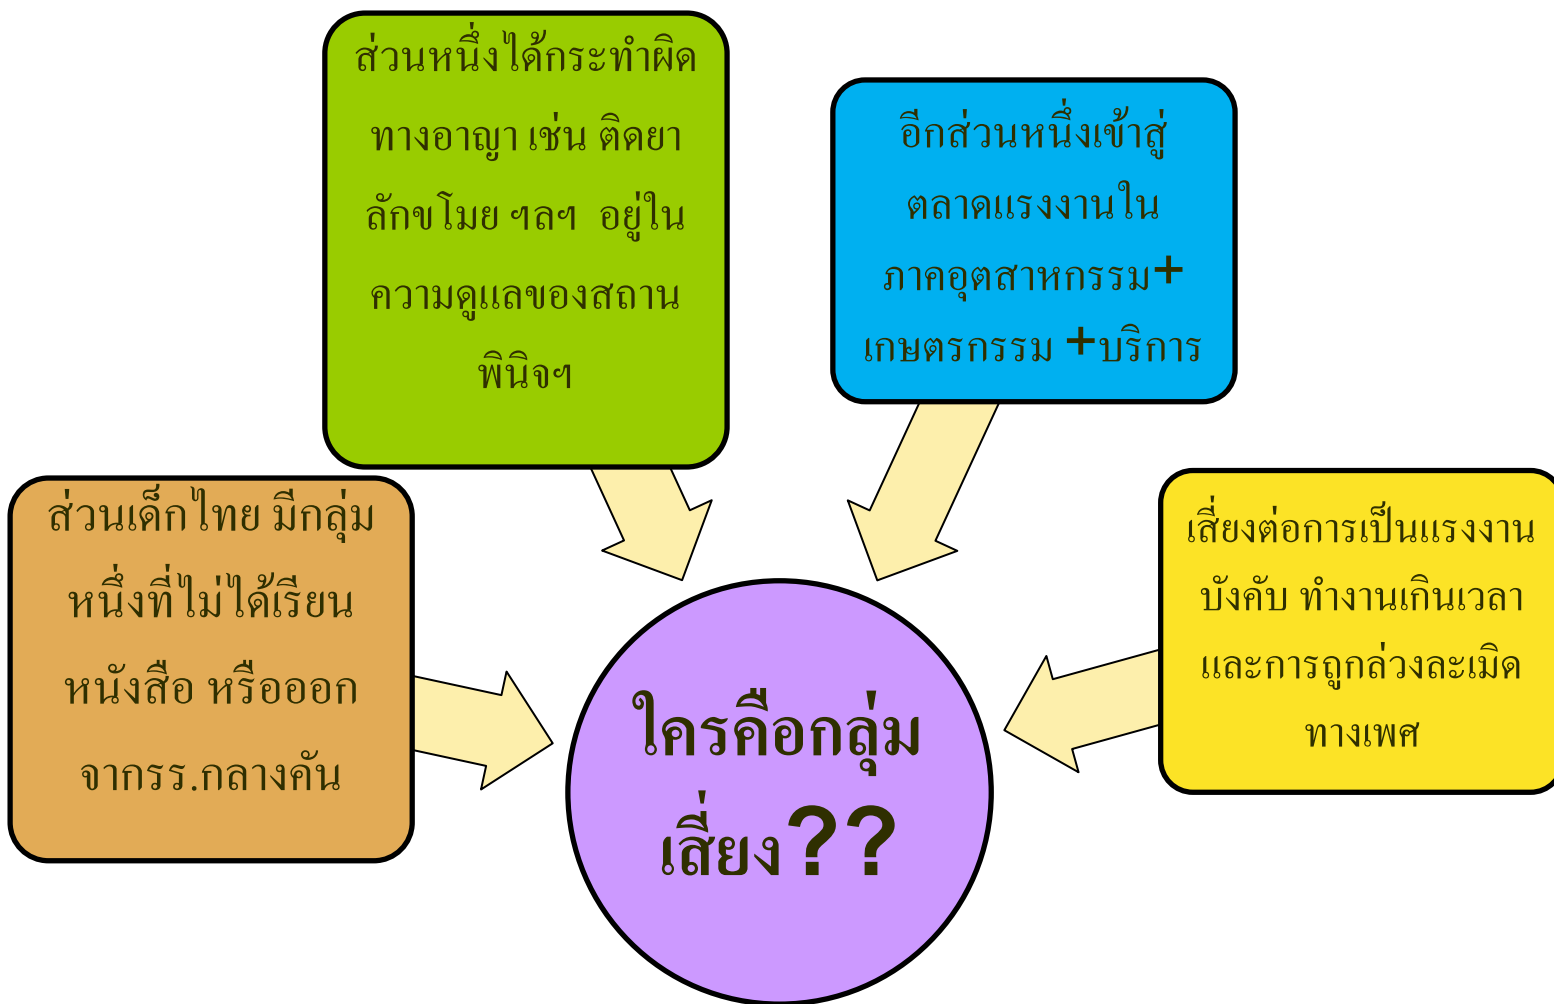 ส่วนหนึ่งได้กระทำผิด
ทางอาญา เช่น ติดยา
ลักขโมย ฯลฯ อยู่ใน
ความดูแลของสถาน
พินิจฯ
อีกส่วนหนึ่งเข้าสู่
ตลาดแรงงานใน
ภาคอุตสาหกรรม+
เกษตรกรรม +บริการ
ส่วนเด็กไทย มีกลุ่ม
หนึ่งที่ไม่ได้เรียน
หนังสือ หรือออก
จากรร.กลางคัน
เสี่ยงต่อการเป็นแรงงาน
บังคับ ทำงานเกินเวลา
และการถูกล่วงละเมิด
ทางเพศ
ใครคือกลุ่ม
เสี่ยง??